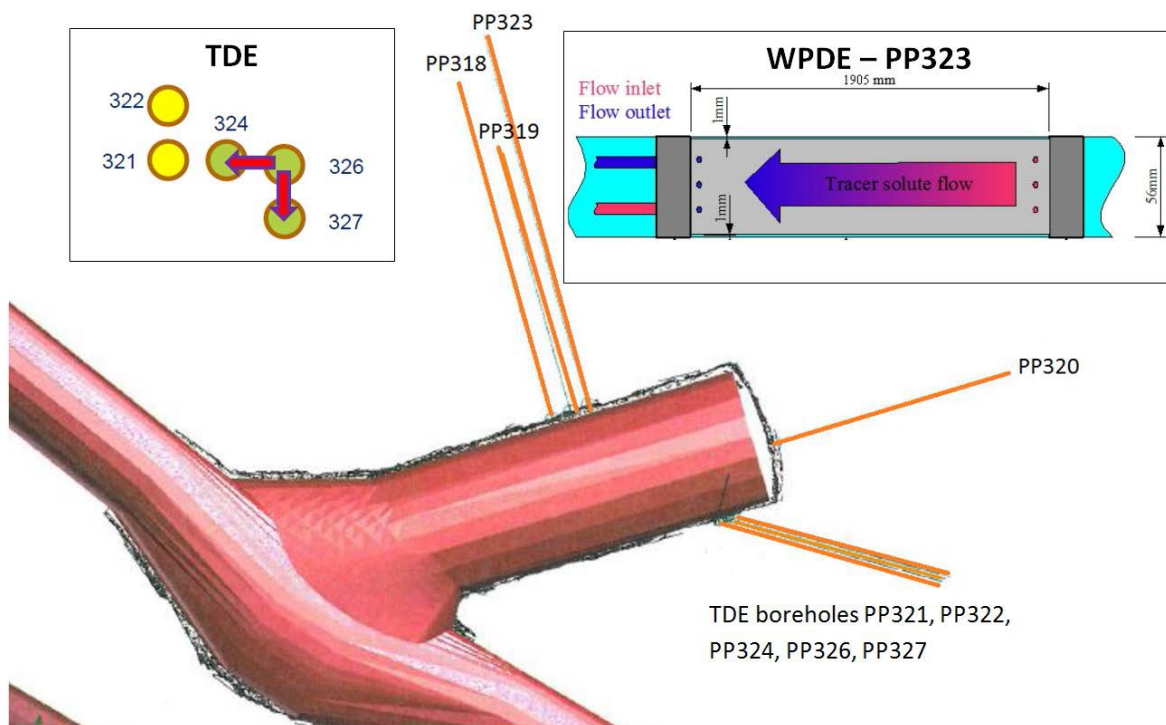 TDE
322
324
321
326
327
PP323
PP318
PP319
WPDE – PP323
1905 mm
Flow inlet
Flow outlet
1mm
Tracer solute flow
1mm
56mm
PP320
TDE boreholes PP321, PP322,
PP324, PP326, PP327